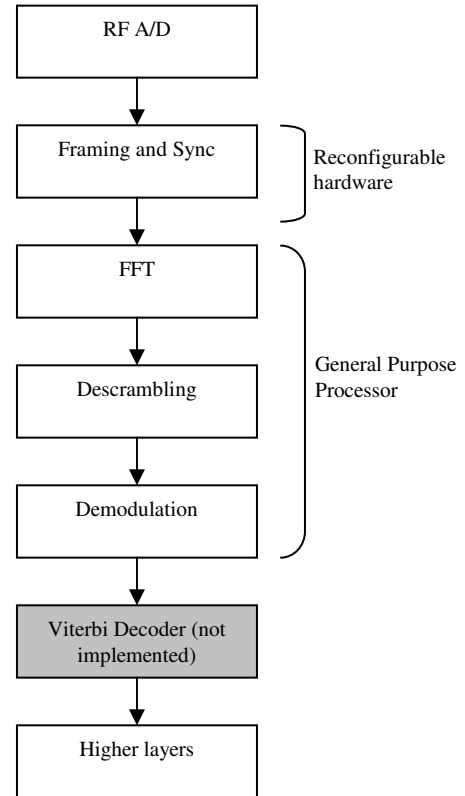 RF A/D
Framing and Sync
Reconfigurable
hardware
FFT
General Purpose
Processor
Descrambling
Demodulation
Viterbi Decoder (not
implemented)
Higher layers